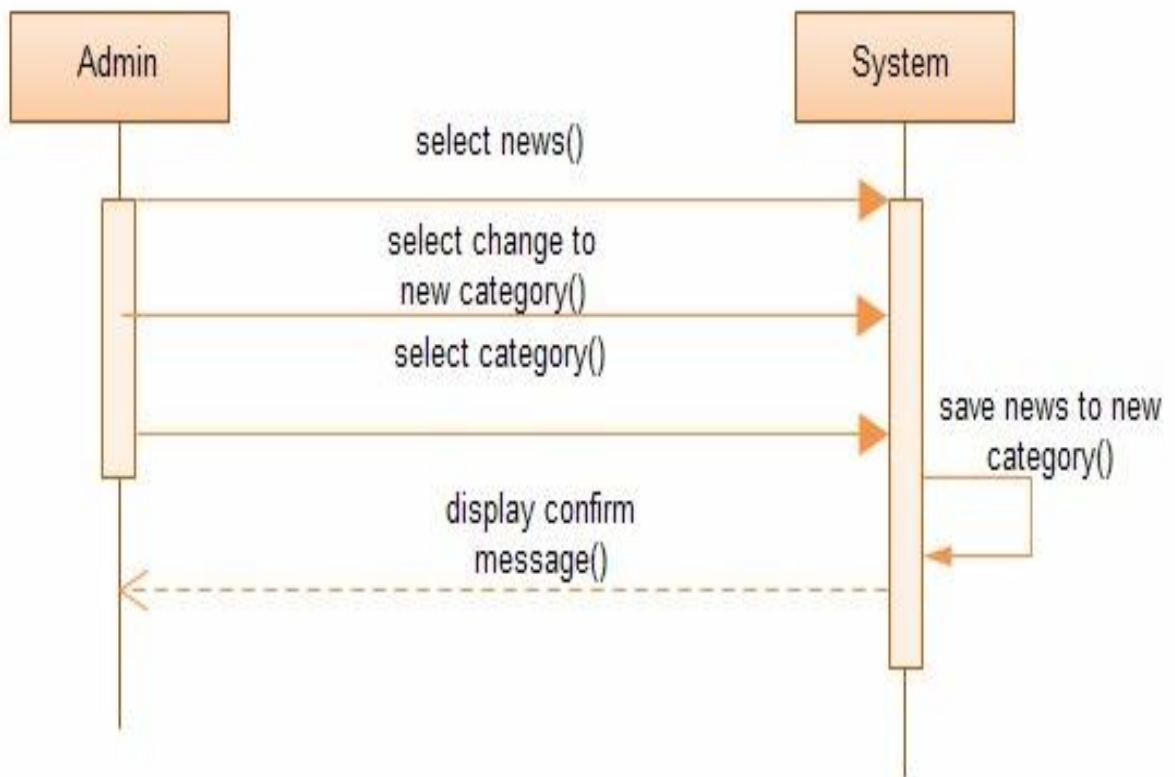 Admin
System
select news()
select change to
new category()
select category()
save news to new
category()
display confirm
message()